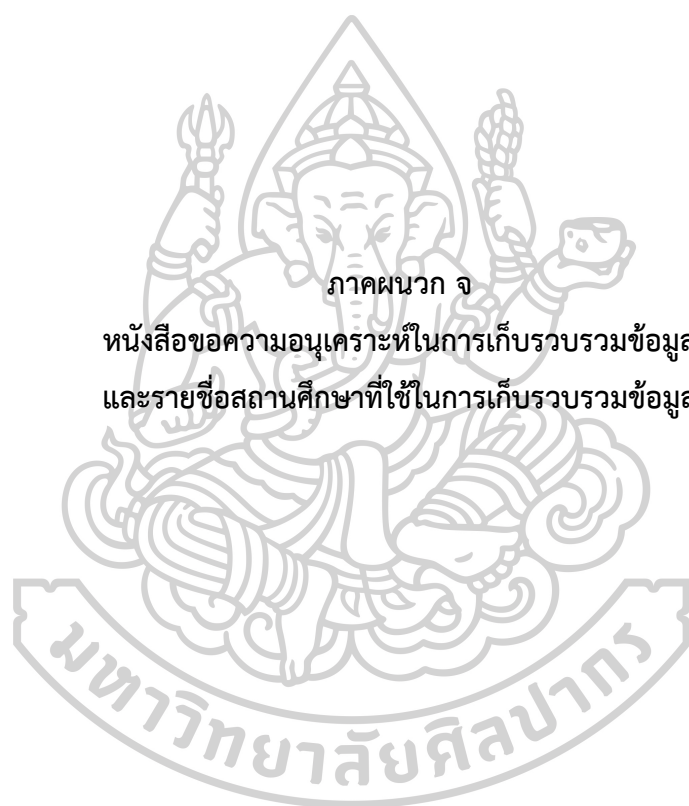 ภาคผนวก จ
หนังสือขอความอนุเคราะห์ในการเก็บรวบรวมข้อมูล
และรายชื่อสถานศึกษาที่ใช้ในการเก็บรวบรวมข้อมูล
มหาวิทยาลัยศิลปากร